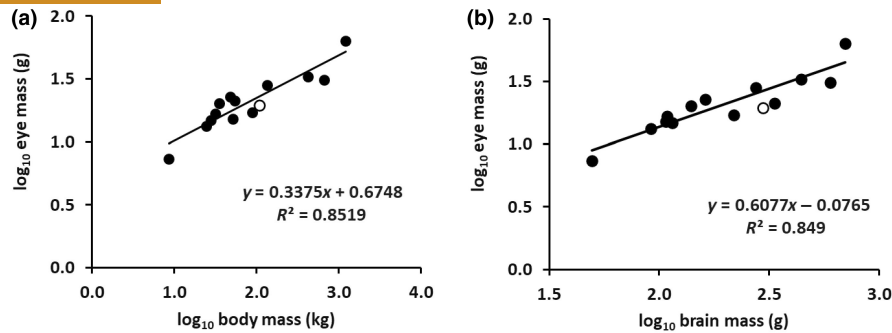 (a)
2.0
1.5
1.0
0.5
0.0
0.0 1.0 2.0 3.0 4.0
log₁₀ eye mass (g)
log₁₀ body mass (kg)
y = 0.3375x + 0.6748
R² = 0.8519
(b)
2.0
1.5
1.0
0.5
0.0
1.5 2.0 2.5 3.0
log₁₀ eye mass (g)
log₁₀ brain mass (g)
y = 0.6077x – 0.0765
R² = 0.849